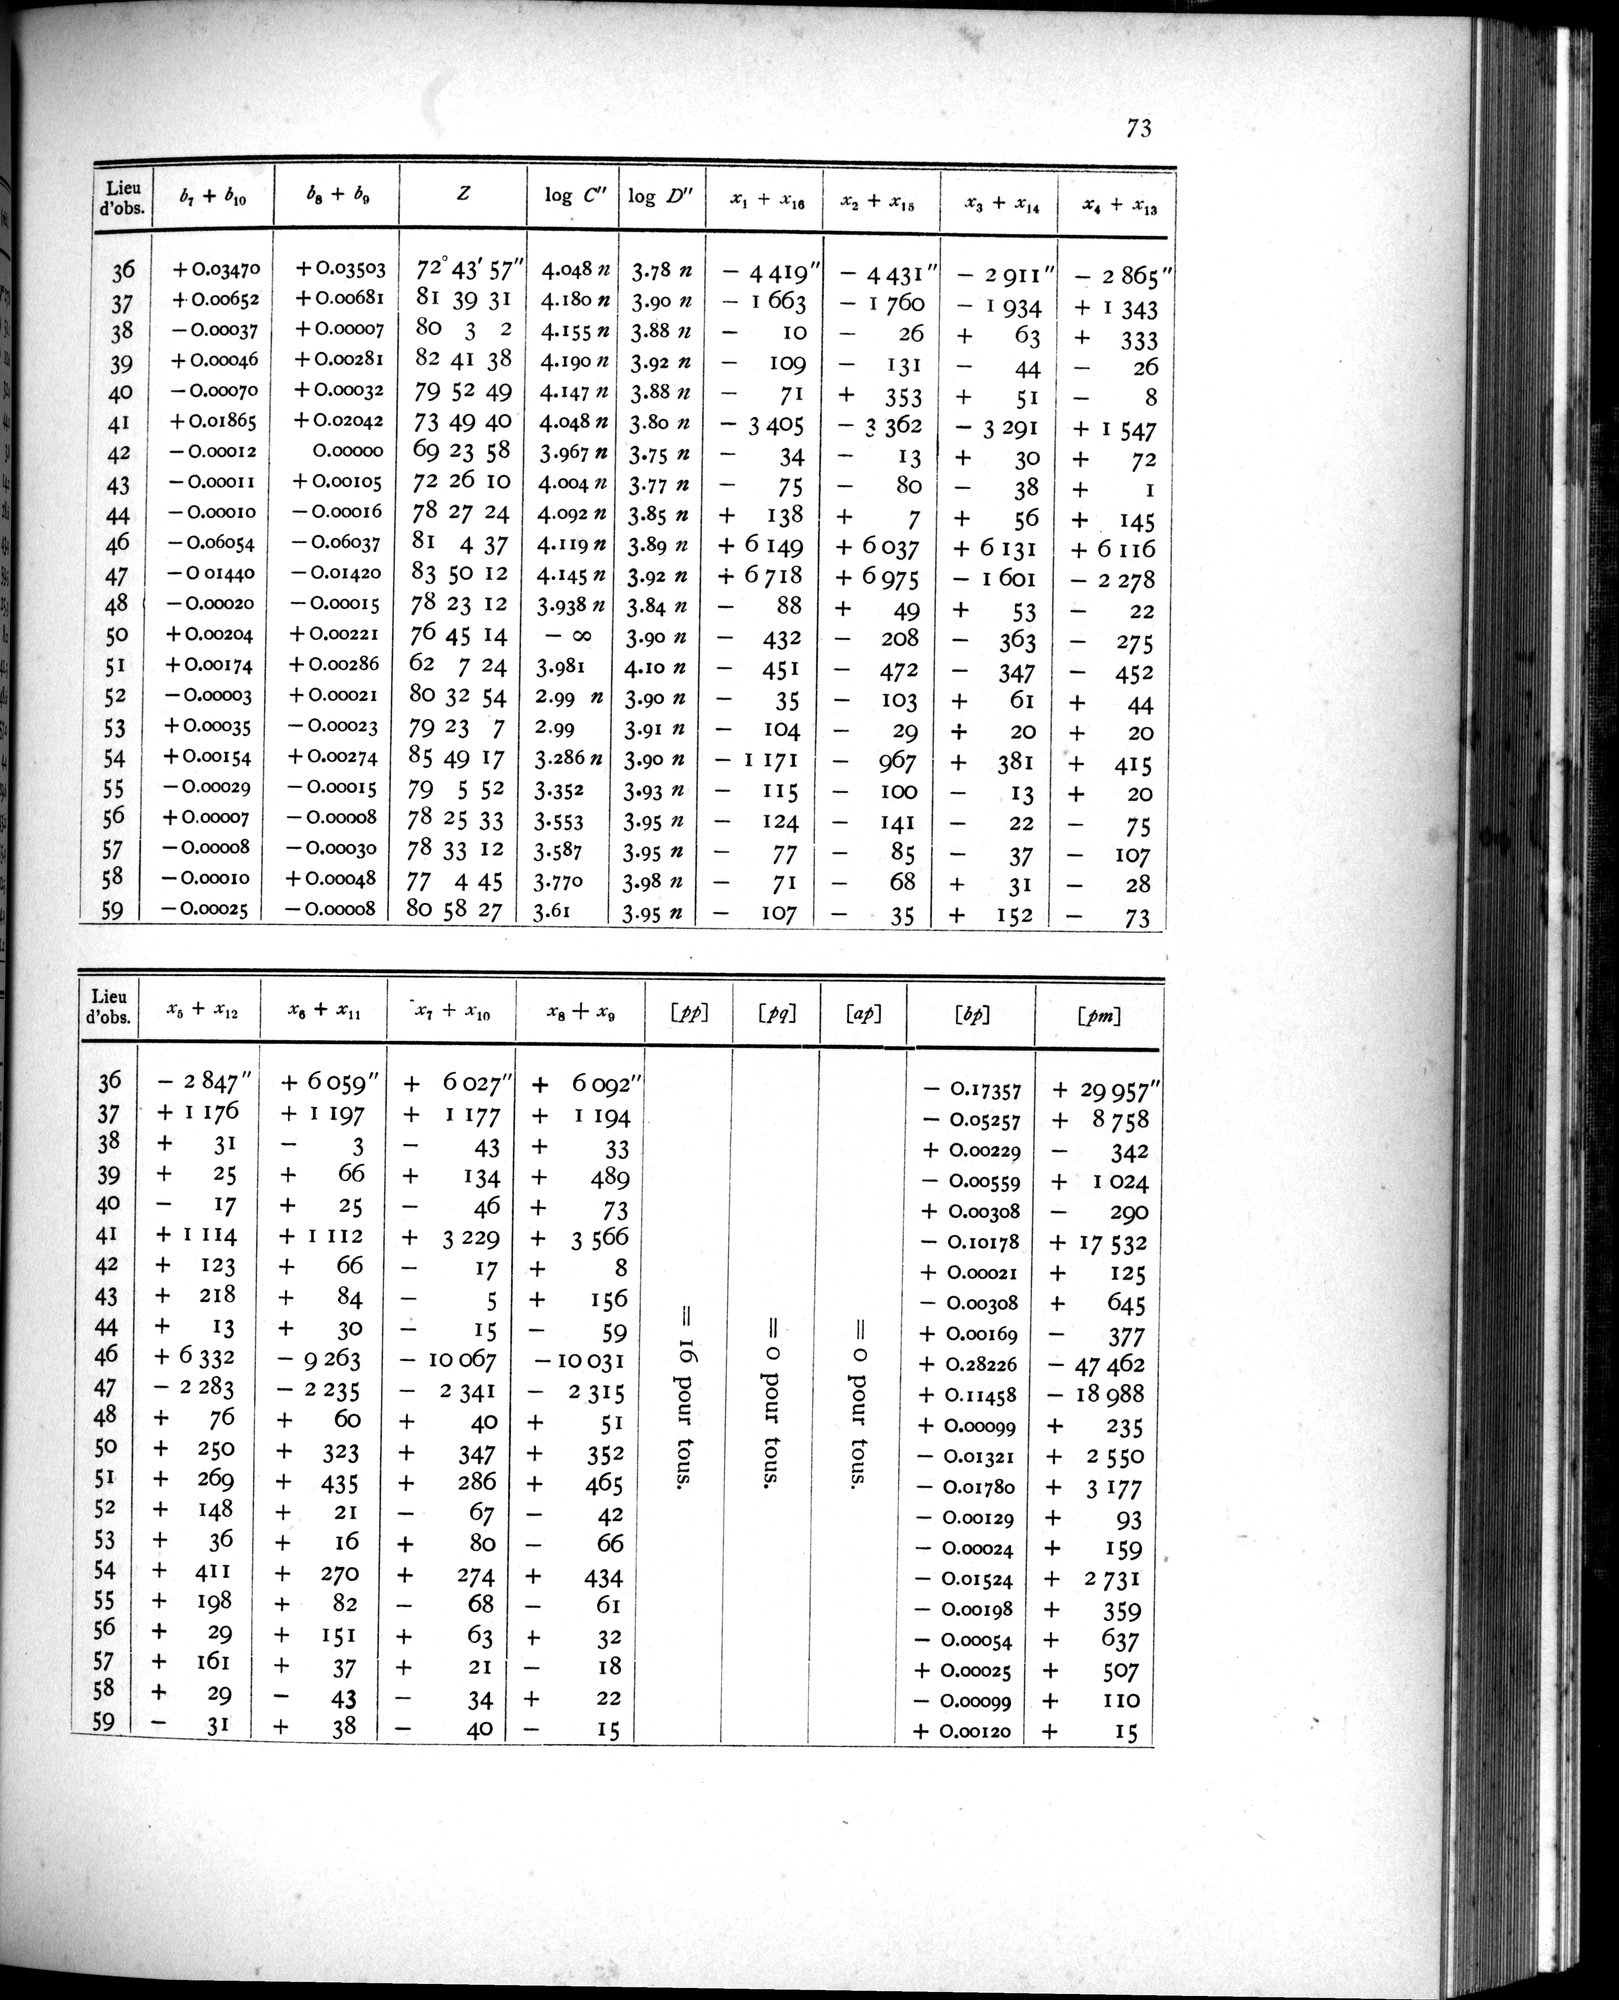 73
Lieu d'obs. b₇ + b₁₀ b₈ + b₉ Z log C″ log D″ x₁ + x₁₆ x₂ + x₁₅ x₃ + x₁₄ x₄ + x₁₃
36 +0.03470 +0.03503 72° 43′ 57″ 4.048 n 3.78 n − 4 419″ − 4 431″ − 2 911″ − 2 865″
37 +0.00652 +0.00681 81 39 31 4.180 n 3.90 n − 1 663 − 1 760 − 1 934 + 1 343
38 −0.00037 +0.00007 80 3 2 4.155 n 3.88 n − 10 − 26 + 63 + 333
39 +0.00046 +0.00281 82 41 38 4.190 n 3.92 n − 109 − 131 − 44 − 26
40 −0.00070 +0.00032 79 52 49 4.147 n 3.88 n − 71 + 353 + 51 − 8
41 +0.01865 +0.02042 73 49 40 4.048 n 3.80 n − 3 405 − 3 362 − 3 291 + 1 547
42 −0.00012 0.00000 69 23 58 3.967 n 3.75 n − 34 − 13 + 30 + 72
43 −0.00011 +0.00105 72 26 10 4.004 n 3.77 n − 75 − 80 − 38 + 1
44 −0.00010 −0.00016 78 27 24 4.092 n 3.85 n + 138 + 7 + 56 + 145
46 −0.06054 −0.06037 81 4 37 4.119 n 3.89 n + 6 149 + 6 037 + 6 131 + 6 116
47 −0 01440 −0.01420 83 50 12 4.145 n 3.92 n + 6 718 + 6 975 − 1 601 − 2 278
48 −0.00020 −0.00015 78 23 12 3.938 n 3.84 n − 88 + 49 + 53 − 22
50 +0.00204 +0.00221 76 45 14 − ∞ 3.90 n − 432 − 208 − 363 − 275
51 +0.00174 +0.00286 62 7 24 3.981 4.10 n − 451 − 472 − 347 − 452
52 −0.00003 +0.00021 80 32 54 2.99 n 3.90 n − 35 − 103 + 61 + 44
53 +0.00035 −0.00023 79 23 7 2.99 3.91 n − 104 − 29 + 20 + 20
54 +0.00154 +0.00274 85 49 17 3.286 n 3.90 n − 1 171 − 967 + 381 + 415
55 −0.00029 −0.00015 79 5 52 3.352 3.93 n − 115 − 100 − 13 + 20
56 +0.00007 −0.00008 78 25 33 3.553 3.95 n − 124 − 141 − 22 − 75
57 −0.00008 −0.00030 78 33 12 3.587 3.95 n − 77 − 85 − 37 − 107
58 −0.00010 +0.00048 77 4 45 3.770 3.98 n − 71 − 68 + 31 − 28
59 −0.00025 −0.00008 80 58 27 3.61 3.95 n − 107 − 35 + 152 − 73
Lieu d'obs. x₅ + x₁₂ x₆ + x₁₁ x₇ + x₁₀ x₈ + x₉ [pp] [pq] [ap] [bp] [pm]
36 − 2 847″ + 6 059″ + 6 027″ + 6 092″ − 0.17357 + 29 957″
37 + 1 176 + 1 197 + 1 177 + 1 194 − 0.05257 + 8 758
38 + 31 − 3 − 43 + 33 + 0.00229 − 342
39 + 25 + 66 + 134 + 489 − 0.00559 + 1 024
40 − 17 + 25 − 46 + 73 + 0.00308 − 290
41 + 1 114 + 1 112 + 3 229 + 3 566 − 0.10178 + 17 532
42 + 123 + 66 − 17 + 8 + 0.00021 + 125
43 + 218 + 84 − 5 + 156 − 0.00308 + 645
44 + 13 + 30 − 15 − 59 + 0.00169 − 377
46 + 6 332 − 9 263 − 10 067 − 10 031 + 0.28226 − 47 462
47 − 2 283 − 2 235 − 2 341 − 2 315 + 0.11458 − 18 988
48 + 76 + 60 + 40 + 51 + 0.00099 + 235
50 + 250 + 323 + 347 + 352 − 0.01321 + 2 550
51 + 269 + 435 + 286 + 465 − 0.01780 + 3 177
52 + 148 + 21 − 67 − 42 − 0.00129 + 93
53 + 36 + 16 + 80 − 66 − 0.00024 + 159
54 + 411 + 270 + 274 + 434 − 0.01524 + 2 731
55 + 198 + 82 − 68 − 61 − 0.00198 + 359
56 + 29 + 151 + 63 + 32 − 0.00054 + 637
57 + 161 + 37 + 21 − 18 + 0.00025 + 507
58 + 29 − 43 − 34 + 22 − 0.00099 + 110
59 − 31 + 38 − 40 − 15 + 0.00120 + 15
= 16 pour tous.
= 0 pour tous.
= 0 pour tous.